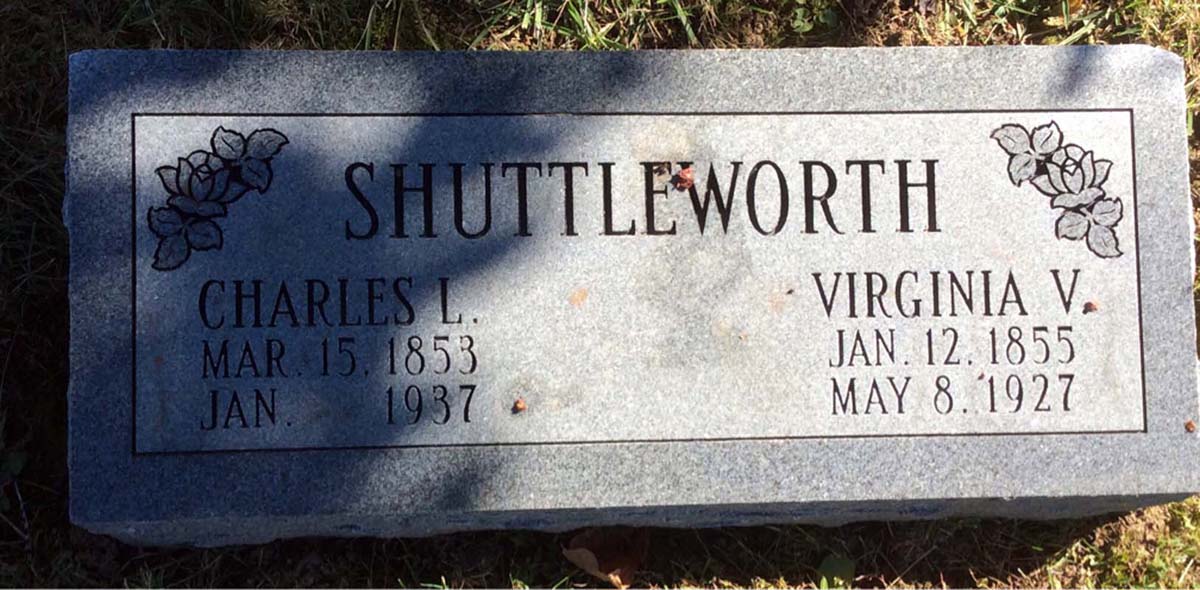 SHUTTLEWORTH
CHARLES L.
MAR. 15, 1853
JAN. 1937
VIRGINIA V.
JAN. 12, 1855
MAY 8, 1927